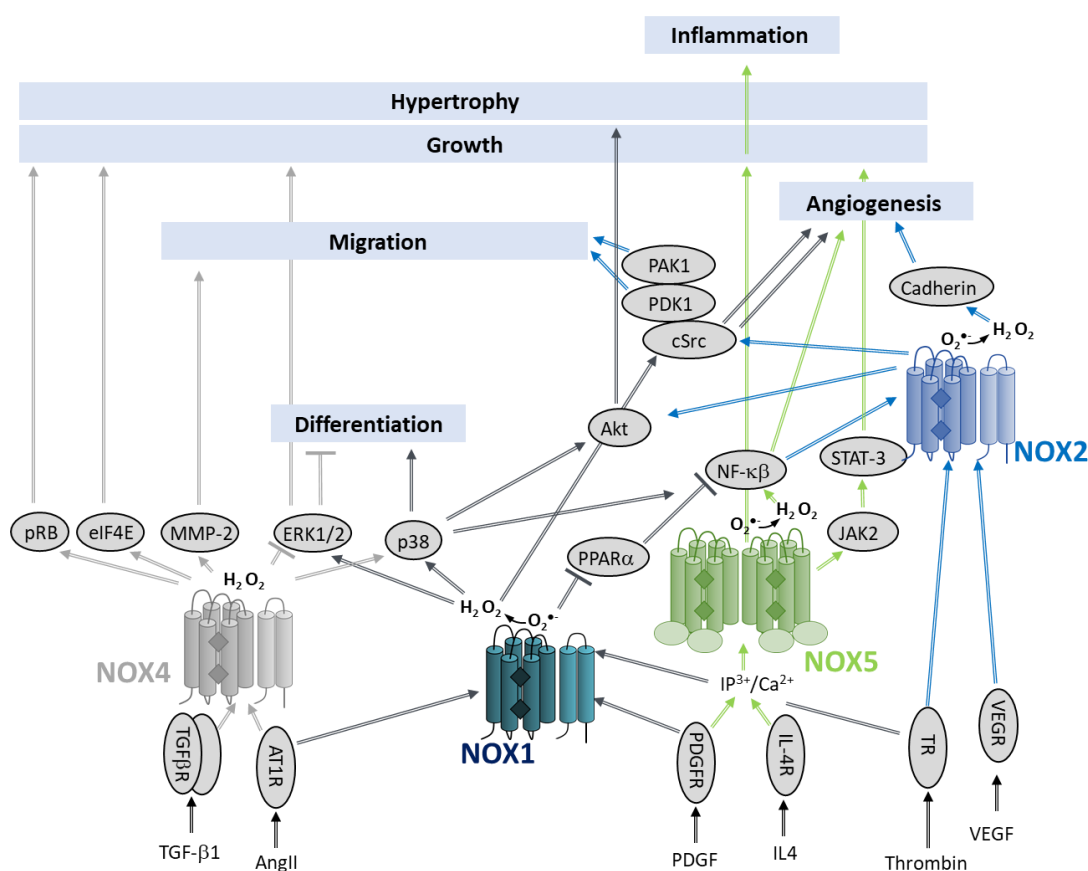 Inflammation
Hypertrophy
Growth
Angiogenesis
Migration
PAK1
PDK1
cSrc
Cadherin
O₂•- H₂O₂
NOX2
Differentiation
Akt
NF-κβ
STAT-3
pRB
eIF4E
MMP-2
ERK1/2
p38
O₂•- H₂O₂
JAK2
PPARα
H₂O₂
H₂O₂ O₂•-
NOX4
NOX5
IP³⁺/Ca²⁺
NOX1
TGFβR
AT1R
PDGFR
IL-4R
TR
VEGR
TGF-β1
AngII
PDGF
IL4
Thrombin
VEGF